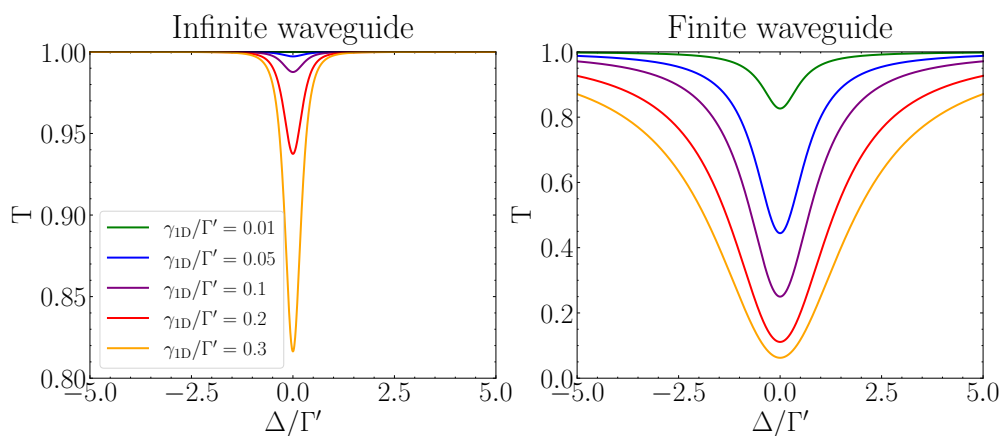 Infinite waveguide
1.00
0.95
0.90
0.85
0.80
T
γ1D/Γ′ = 0.01
γ1D/Γ′ = 0.05
γ1D/Γ′ = 0.1
γ1D/Γ′ = 0.2
γ1D/Γ′ = 0.3
−5.0 −2.5 0.0 2.5 5.0
Δ/Γ′
Finite waveguide
1.0
0.8
0.6
0.4
0.2
0.0
T
−5.0 −2.5 0.0 2.5 5.0
Δ/Γ′